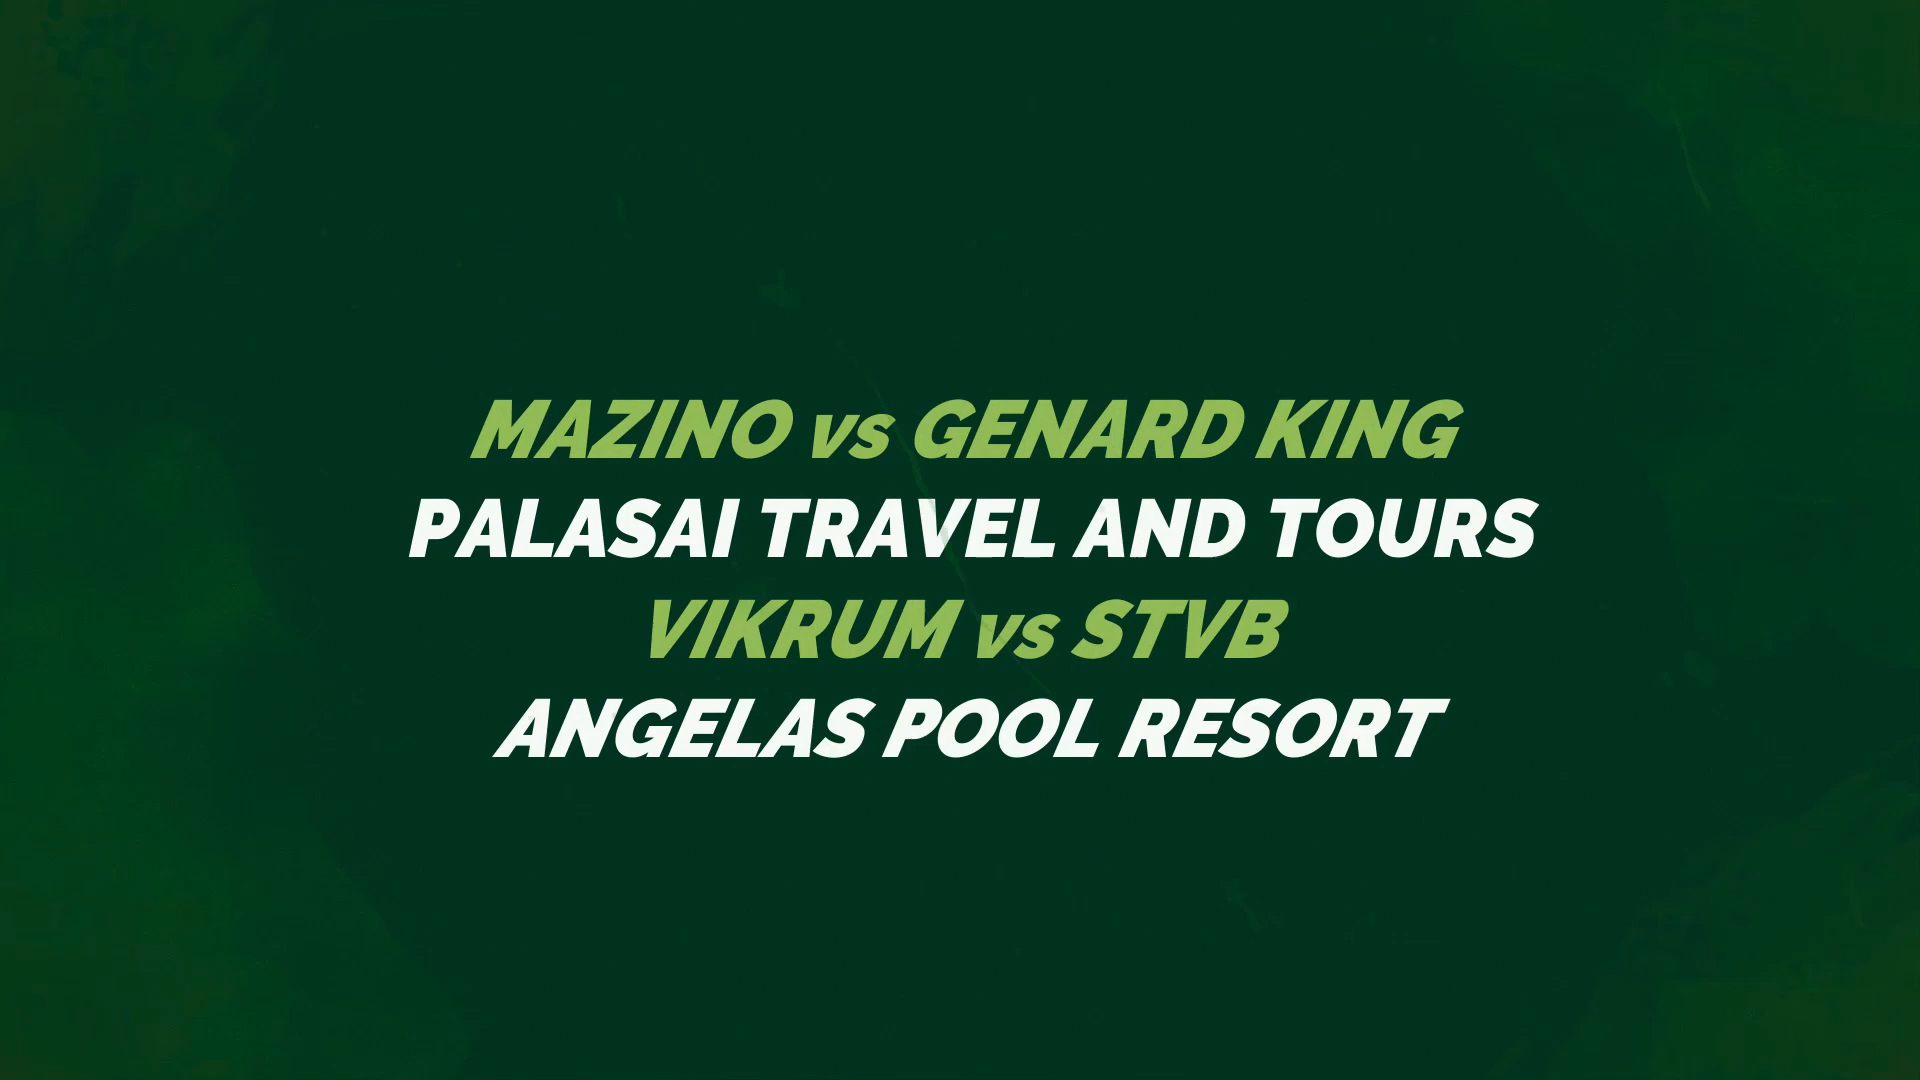 MAZINO vs GENARD KING
PALASAI TRAVEL AND TOURS
VIKRUM vs STVB
ANGELAS POOL RESORT